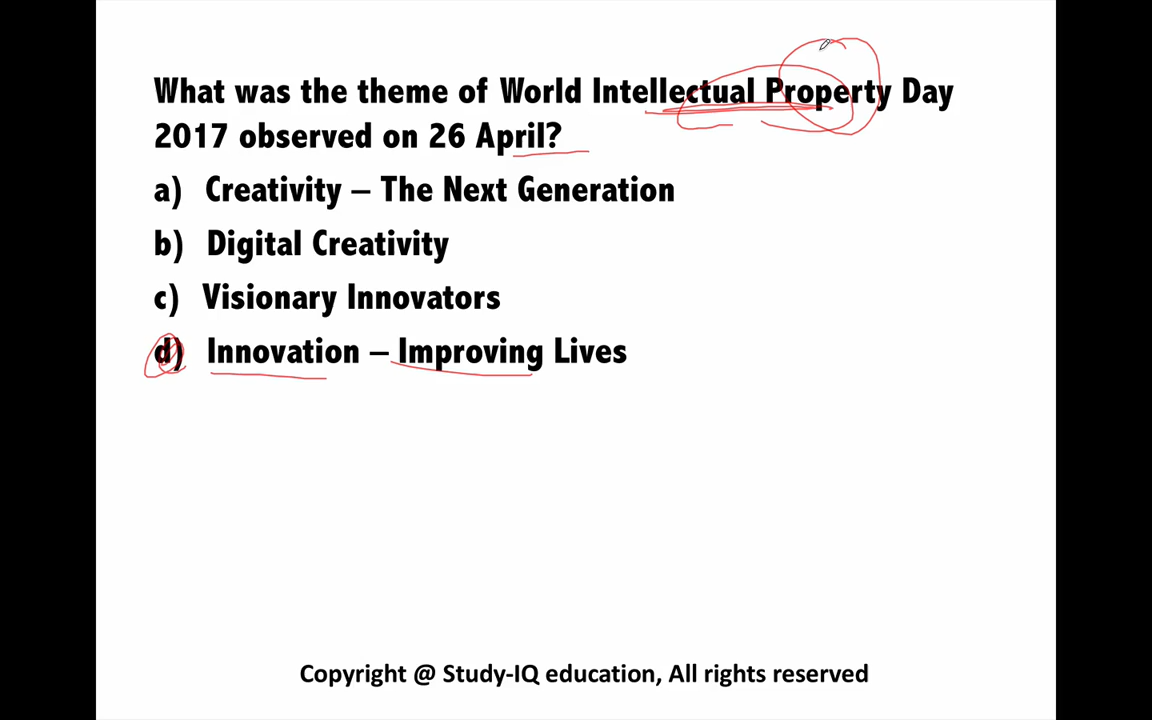 What was the theme of World Intellectual Property Day
2017 observed on 26 April?
a) Creativity – The Next Generation
b) Digital Creativity
c) Visionary Innovators
d) Innovation – Improving Lives
Copyright @ Study-IQ education, All rights reserved